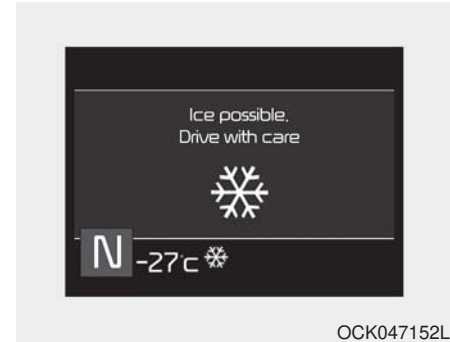 Ice possible,
Drive with care
N -27°c
OCK047152L